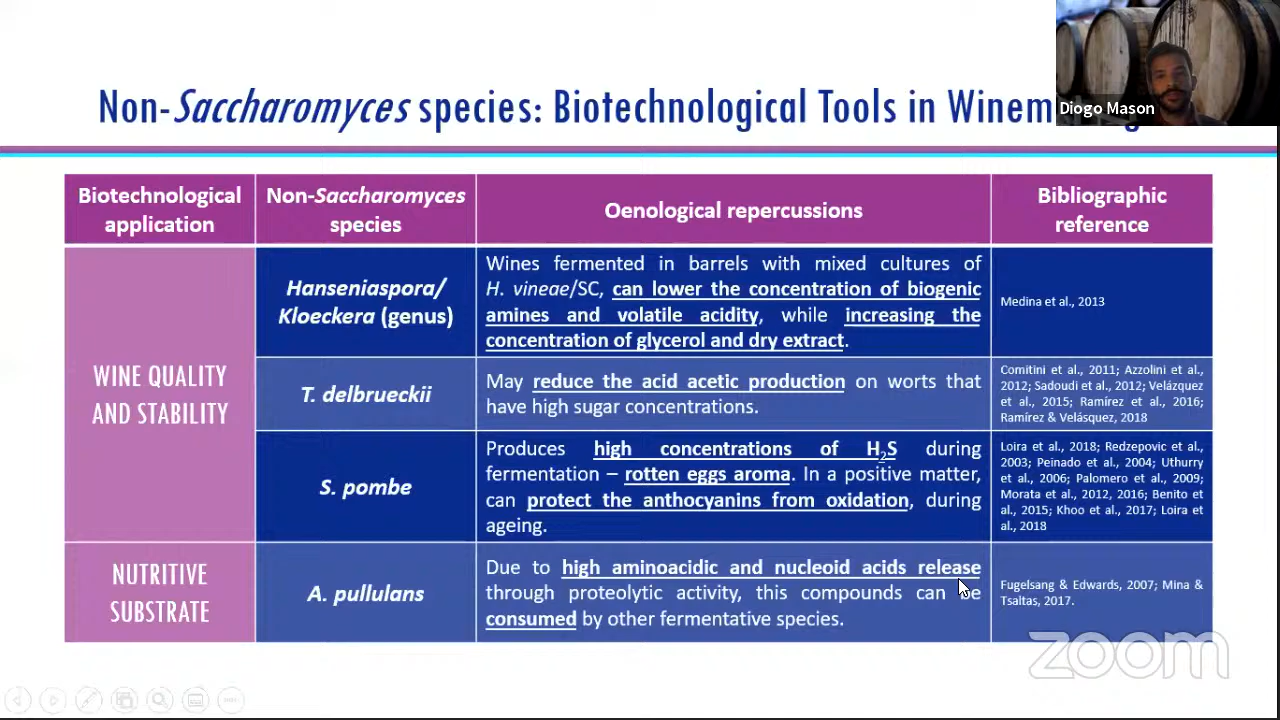 Diogo Mason
Non-Saccharomyces species: Biotechnological Tools in Winem
Biotechnological
application
Non-Saccharomyces
species
Oenological repercussions
Bibliographic
reference
WINE QUALITY
AND STABILITY
Hanseniaspora/
Kloeckera (genus)
Wines fermented in barrels with mixed cultures of
H. vineae/SC, can lower the concentration of biogenic
amines and volatile acidity, while increasing the
concentration of glycerol and dry extract.
Medina et al., 2013
T. delbrueckii
May reduce the acid acetic production on worts that
have high sugar concentrations.
Comitini et al., 2011; Azzolini et al.,
2012; Sadoudi et al., 2012; Velázquez
et al., 2015; Ramírez et al., 2016;
Ramírez & Velásquez, 2018
S. pombe
Produces high concentrations of H₂S during
fermentation – rotten eggs aroma. In a positive matter,
can protect the anthocyanins from oxidation, during
ageing.
Loira et al., 2018; Redzepovic et al.,
2003; Peinado et al., 2004; Uthurry
et al., 2006; Palomero et al., 2009;
Morata et al., 2012, 2016; Benito et
al., 2015; Khoo et al., 2017; Loira et
al., 2018
NUTRITIVE
SUBSTRATE
A. pullulans
Due to high aminoacidic and nucleoid acids release
through proteolytic activity, this compounds can be
consumed by other fermentative species.
Fugelsang & Edwards, 2007; Mina &
Tsaltas, 2017.
zoom